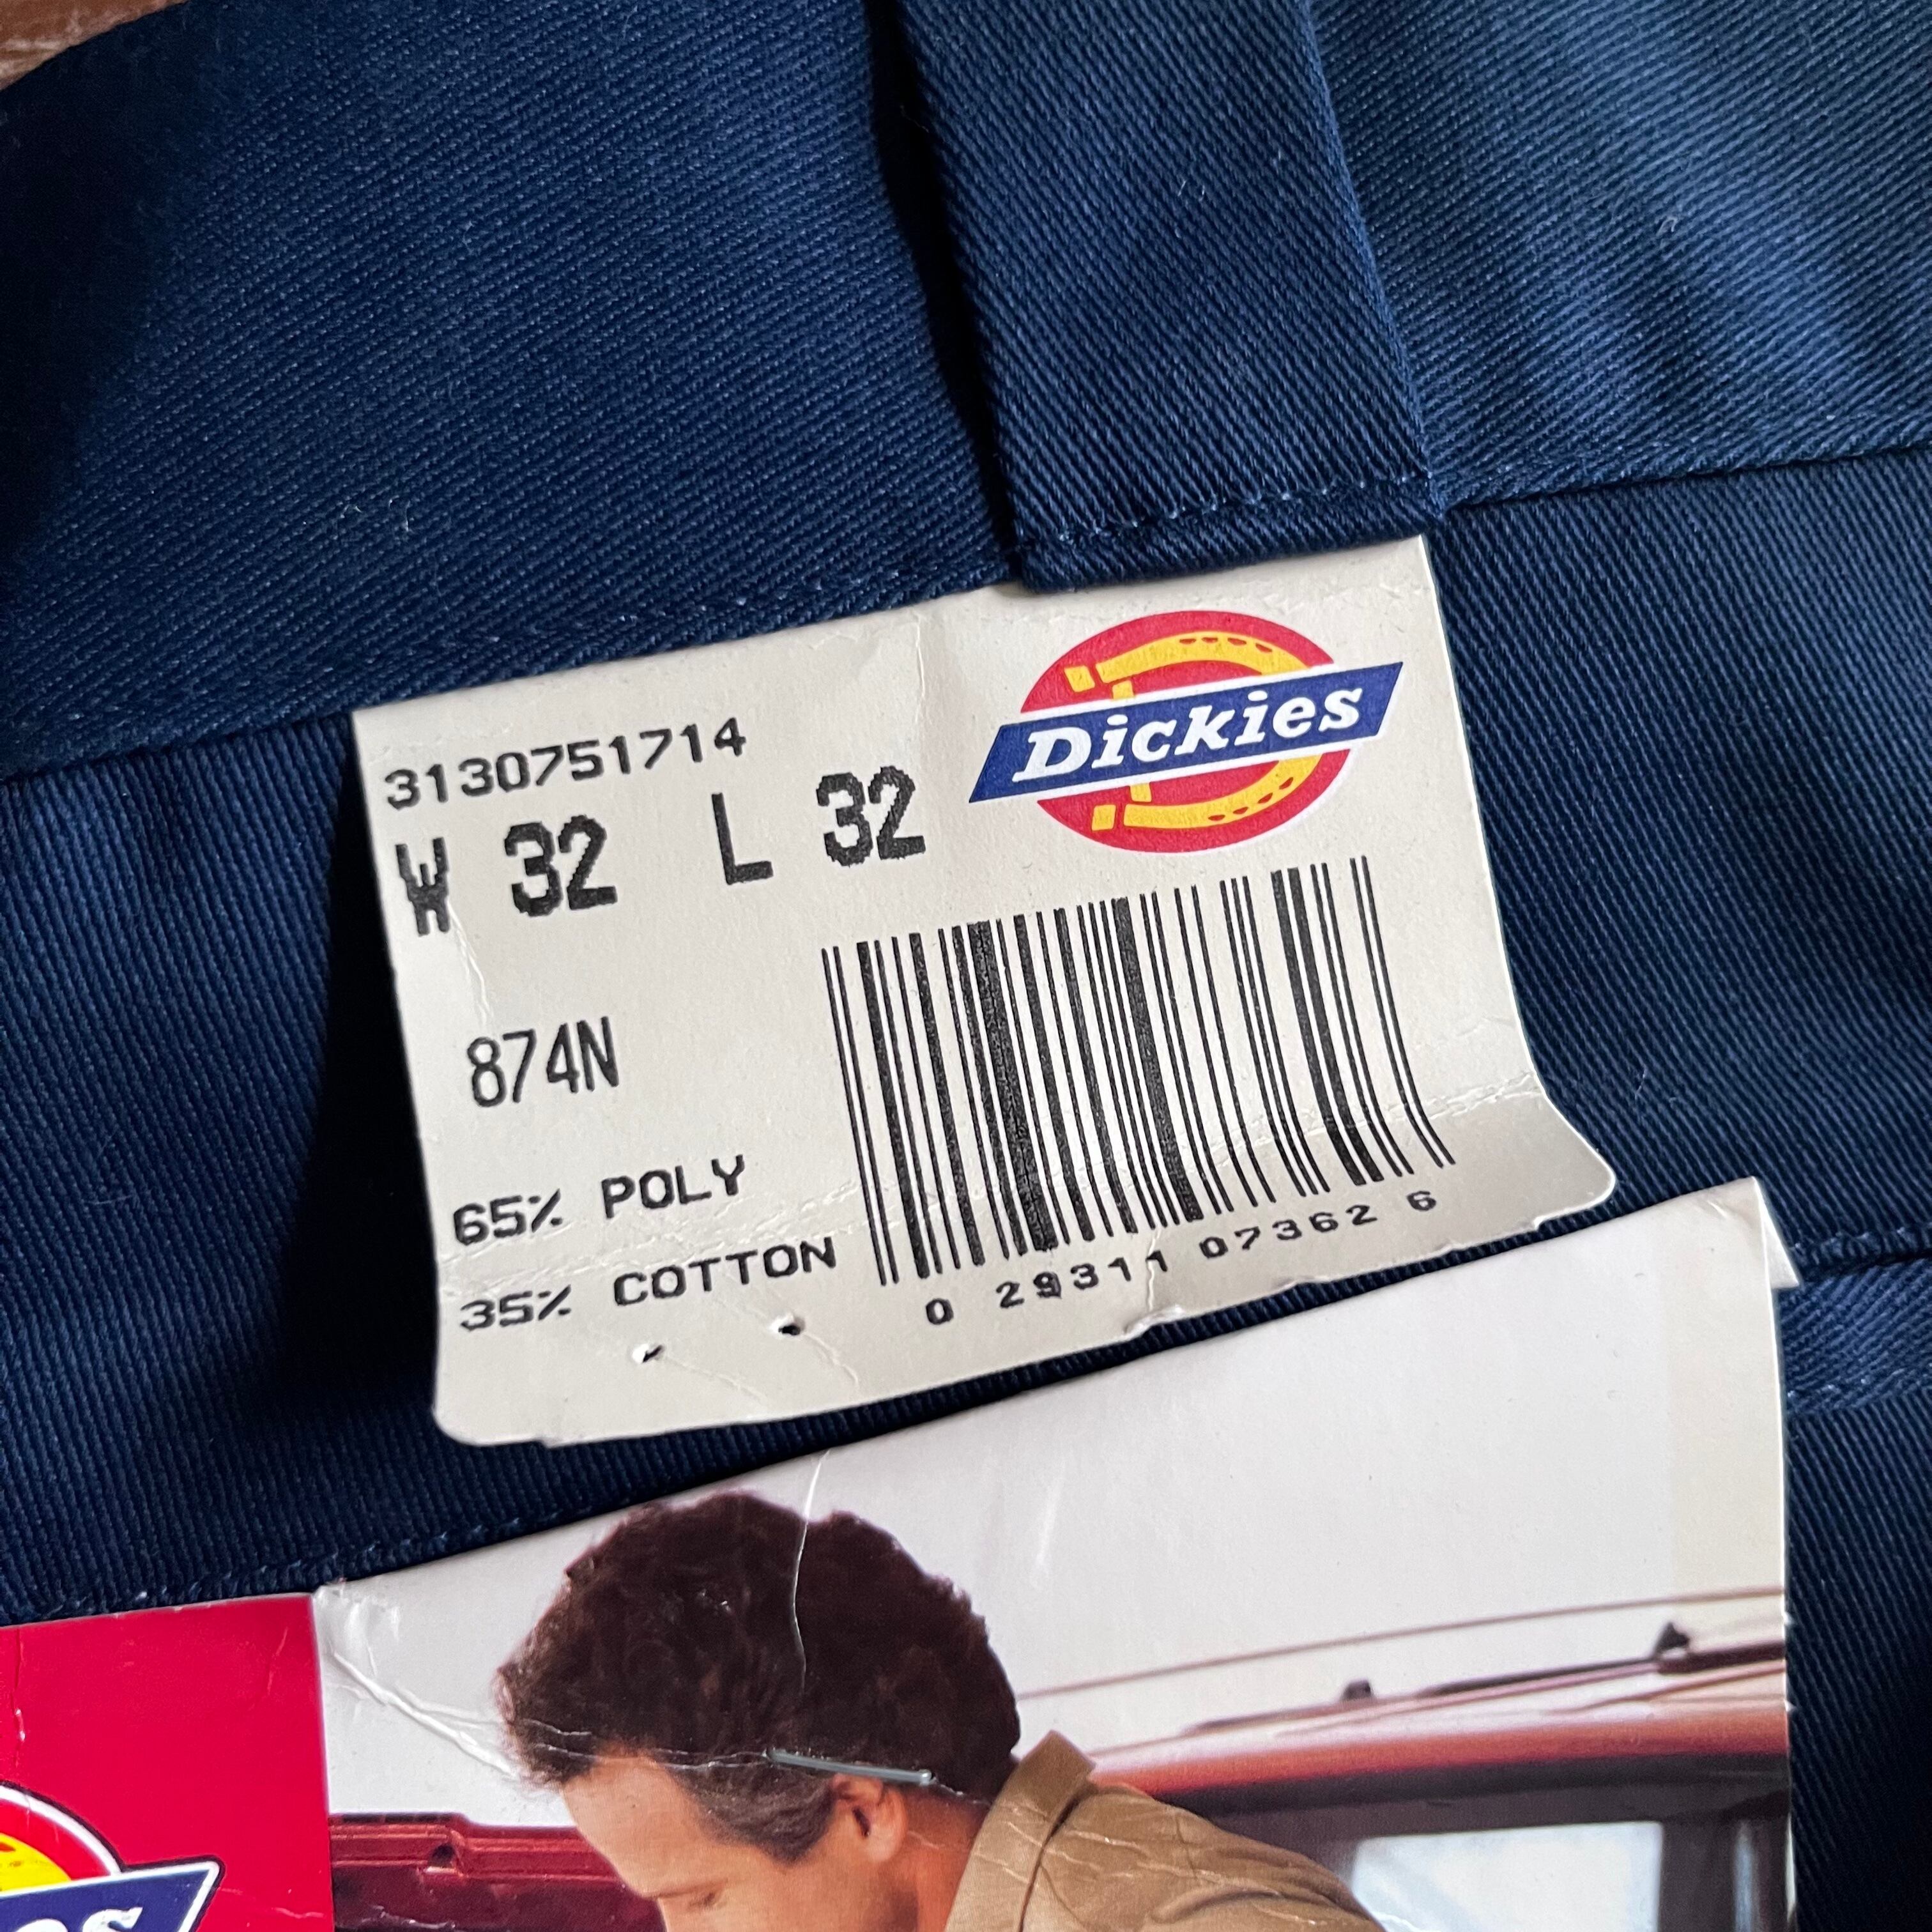 Dickies
3130751714
W 32 L 32
874N
65% POLY
35% COTTON
0 29311 07362 6